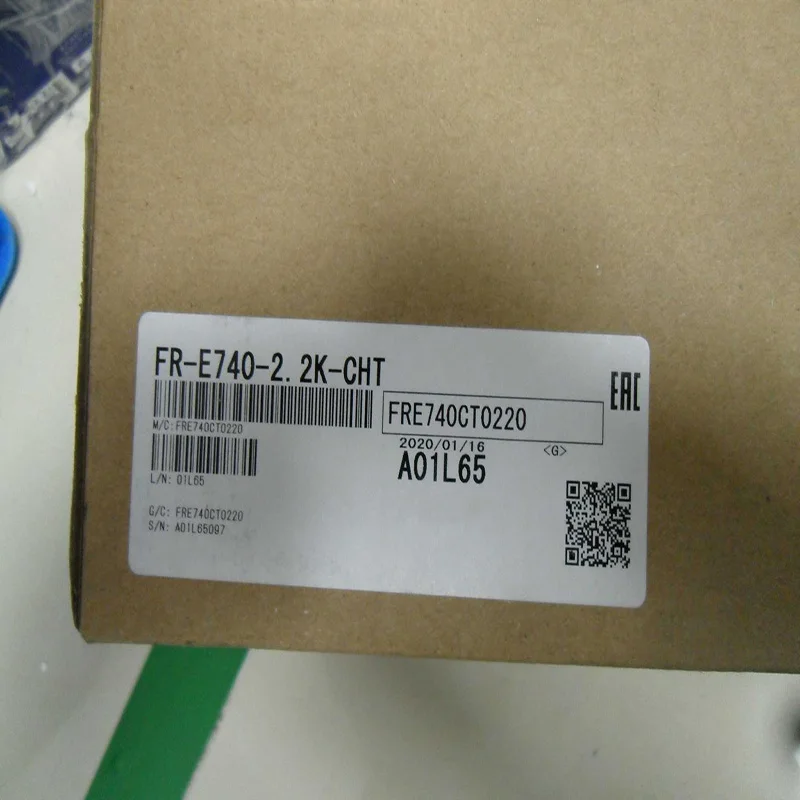 FR-E740-2.2K-CHT
EAC
M/C:FRE740CT0220
FRE740CT0220
2020/01/16
<G>
A01L65
L/N: 01L65
G/C: FRE740CT0220
S/N: A01L65097